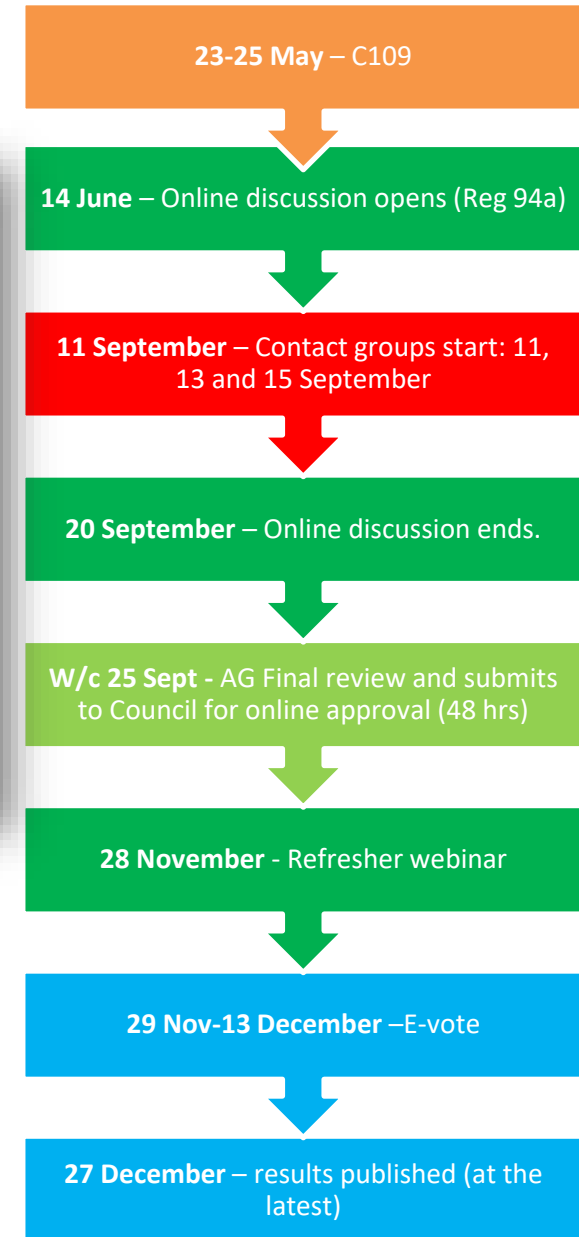 23-25 May – C109
14 June – Online discussion opens (Reg 94a)
11 September – Contact groups start: 11,
13 and 15 September
20 September – Online discussion ends.
W/c 25 Sept - AG Final review and submits
to Council for online approval (48 hrs)
28 November - Refresher webinar
29 Nov-13 December –E-vote
27 December – results published (at the
latest)